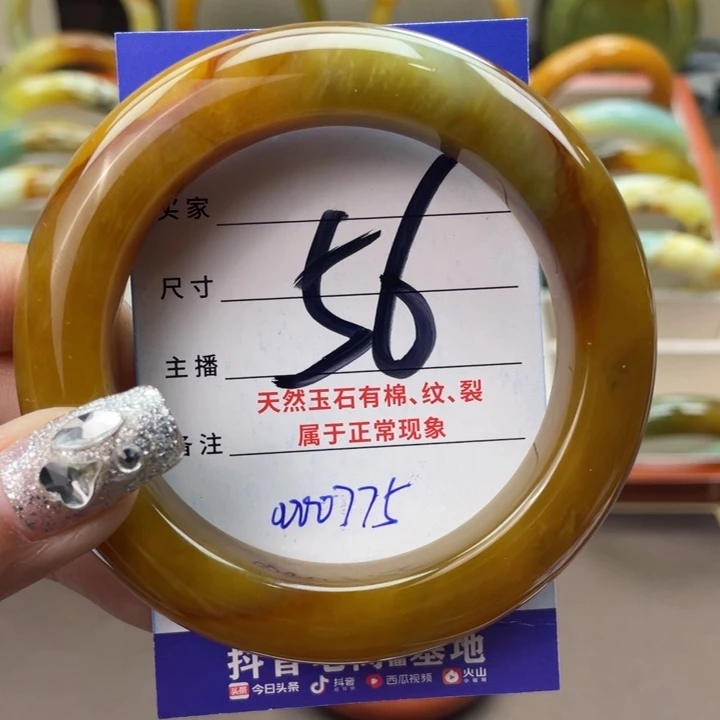 买家
56
尺寸
主播
天然玉石有棉、纹、裂
属于正常现象
备注
000775
抖音电商直播基地
头条 今日头条 抖音 西瓜视频 火山